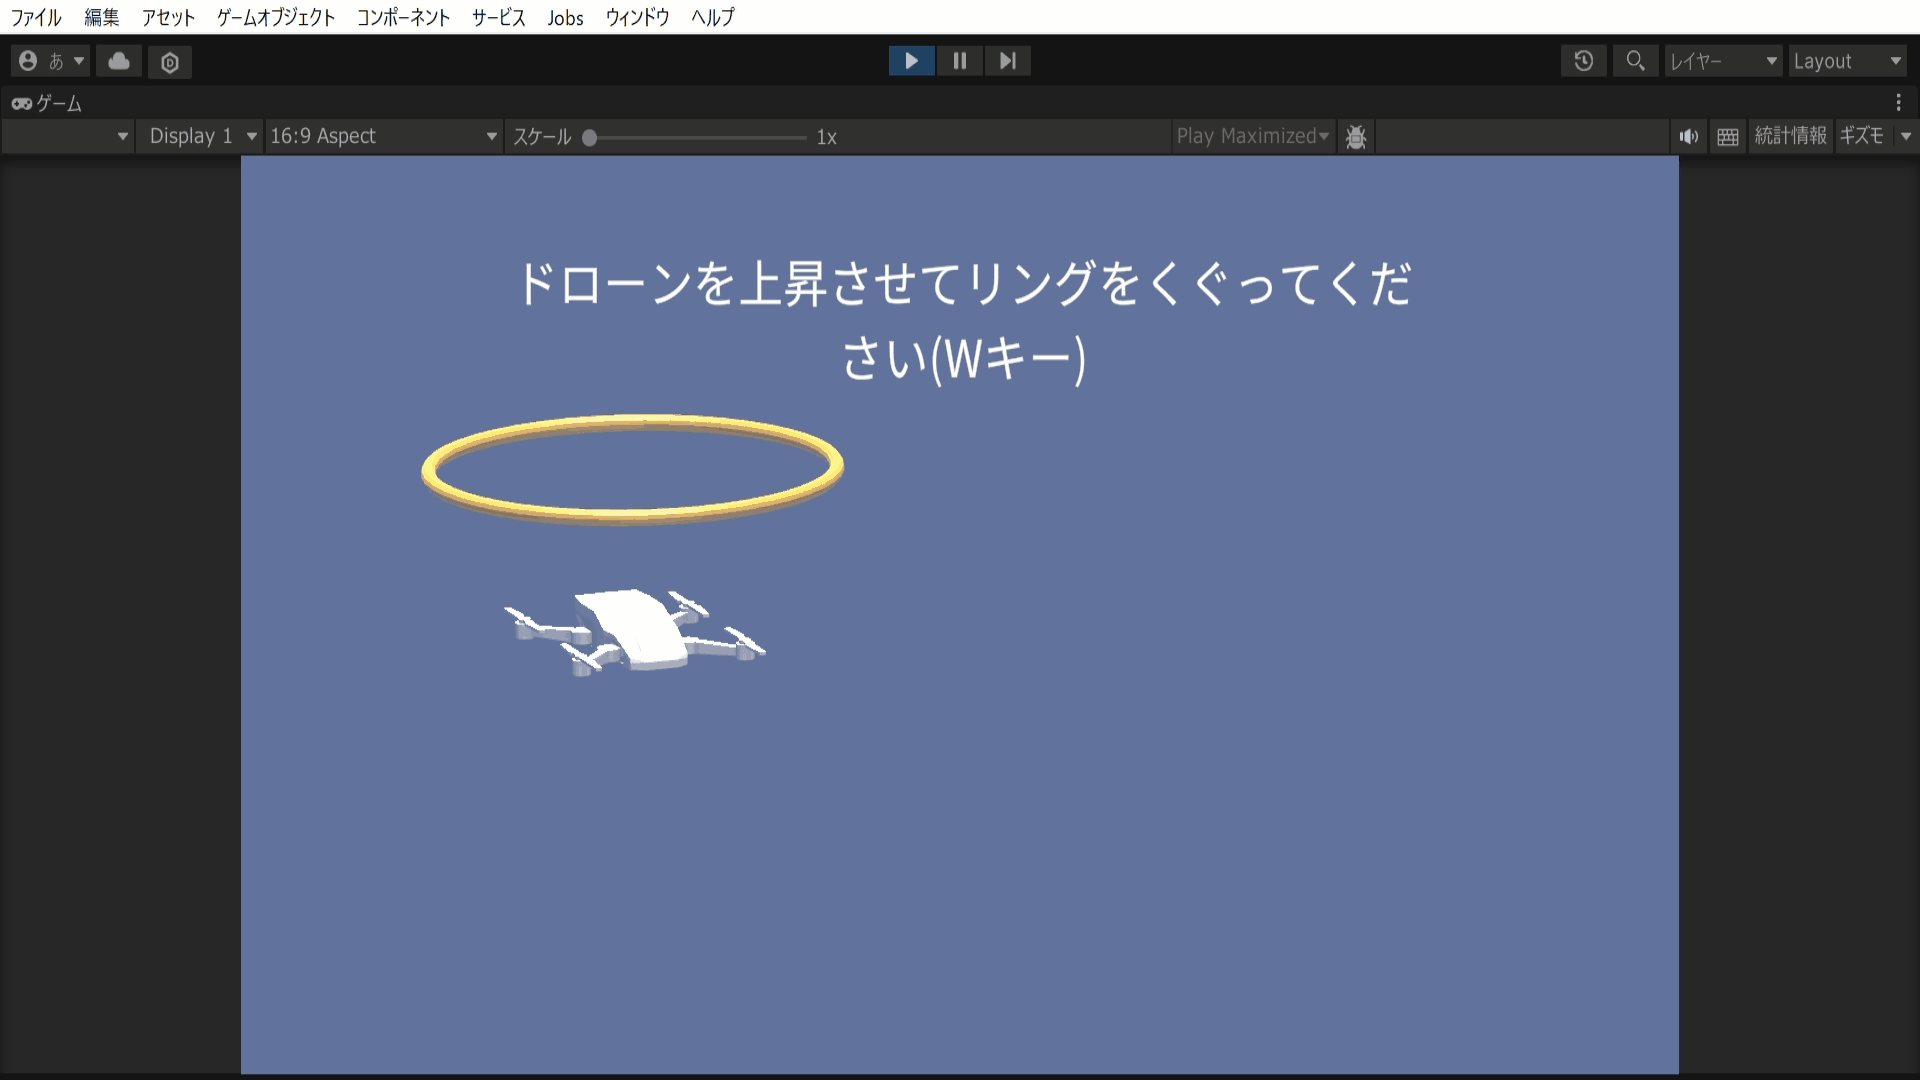 ファイル 編集 アセット ゲームオブジェクト コンポーネント サービス Jobs ウィンドウ ヘルプ
あ レイヤー Layout
ゲーム
Display 1 16:9 Aspect スケール 1x Play Maximized 統計情報 ギズモ
ドローンを上昇させてリングをくぐってくだ
さい(Wキー)